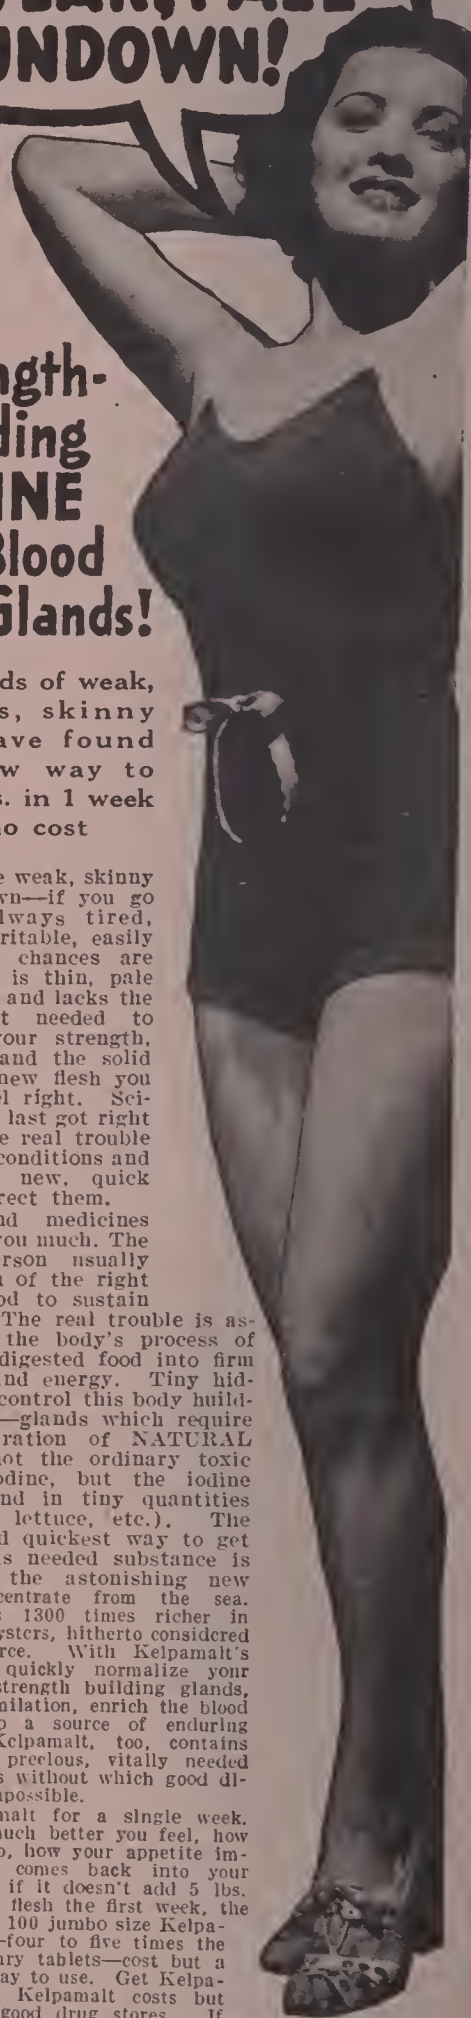 UNDOWN!
ngth-
ding
INE
Blood
Glands!
ds of weak,
s, skinny
ave found
w way to
s. in 1 week
no cost
e weak, skinny
wn—if you go
lways tired,
ritable, easily
chances are
is thin, pale
and lacks the
t needed to
our strength,
and the solid
new flesh you
el right. Sci-
last got right
e real trouble
conditions and
new, quick
rect them.
nd medicines
ou much. The
rson usually
n of the right
od to sustain
The real trouble is as-
the body's process of
digested food into firm
and energy. Tiny hid-
control this body build-
—glands which require
ration of NATURAL
ot the ordinary toxic
odine, but the iodine
nd in tiny quantities
lettuce, etc.). The
d quickest way to get
s needed substance is
the astonishing new
centrate from the sea.
s 1300 times richer in
ysters, hitherto considered
rce. With Kelpamalt's
quickly normalize your
strength building glands,
milation, enrich the blood
p a source of enduring
Kelpamalt, too, contains
precious, vitally needed
s without which good di-
mpossible.
malt for a single week.
much better you feel, how
p, how your appetite im-
comes back into your
if it doesn't add 5 lbs.
flesh the first week, the
100 jumbo size Kelpa-
—four to five times the
ary tablets—cost but a
ay to use. Get Kelpa-
Kelpamalt costs but
good drug stores. If